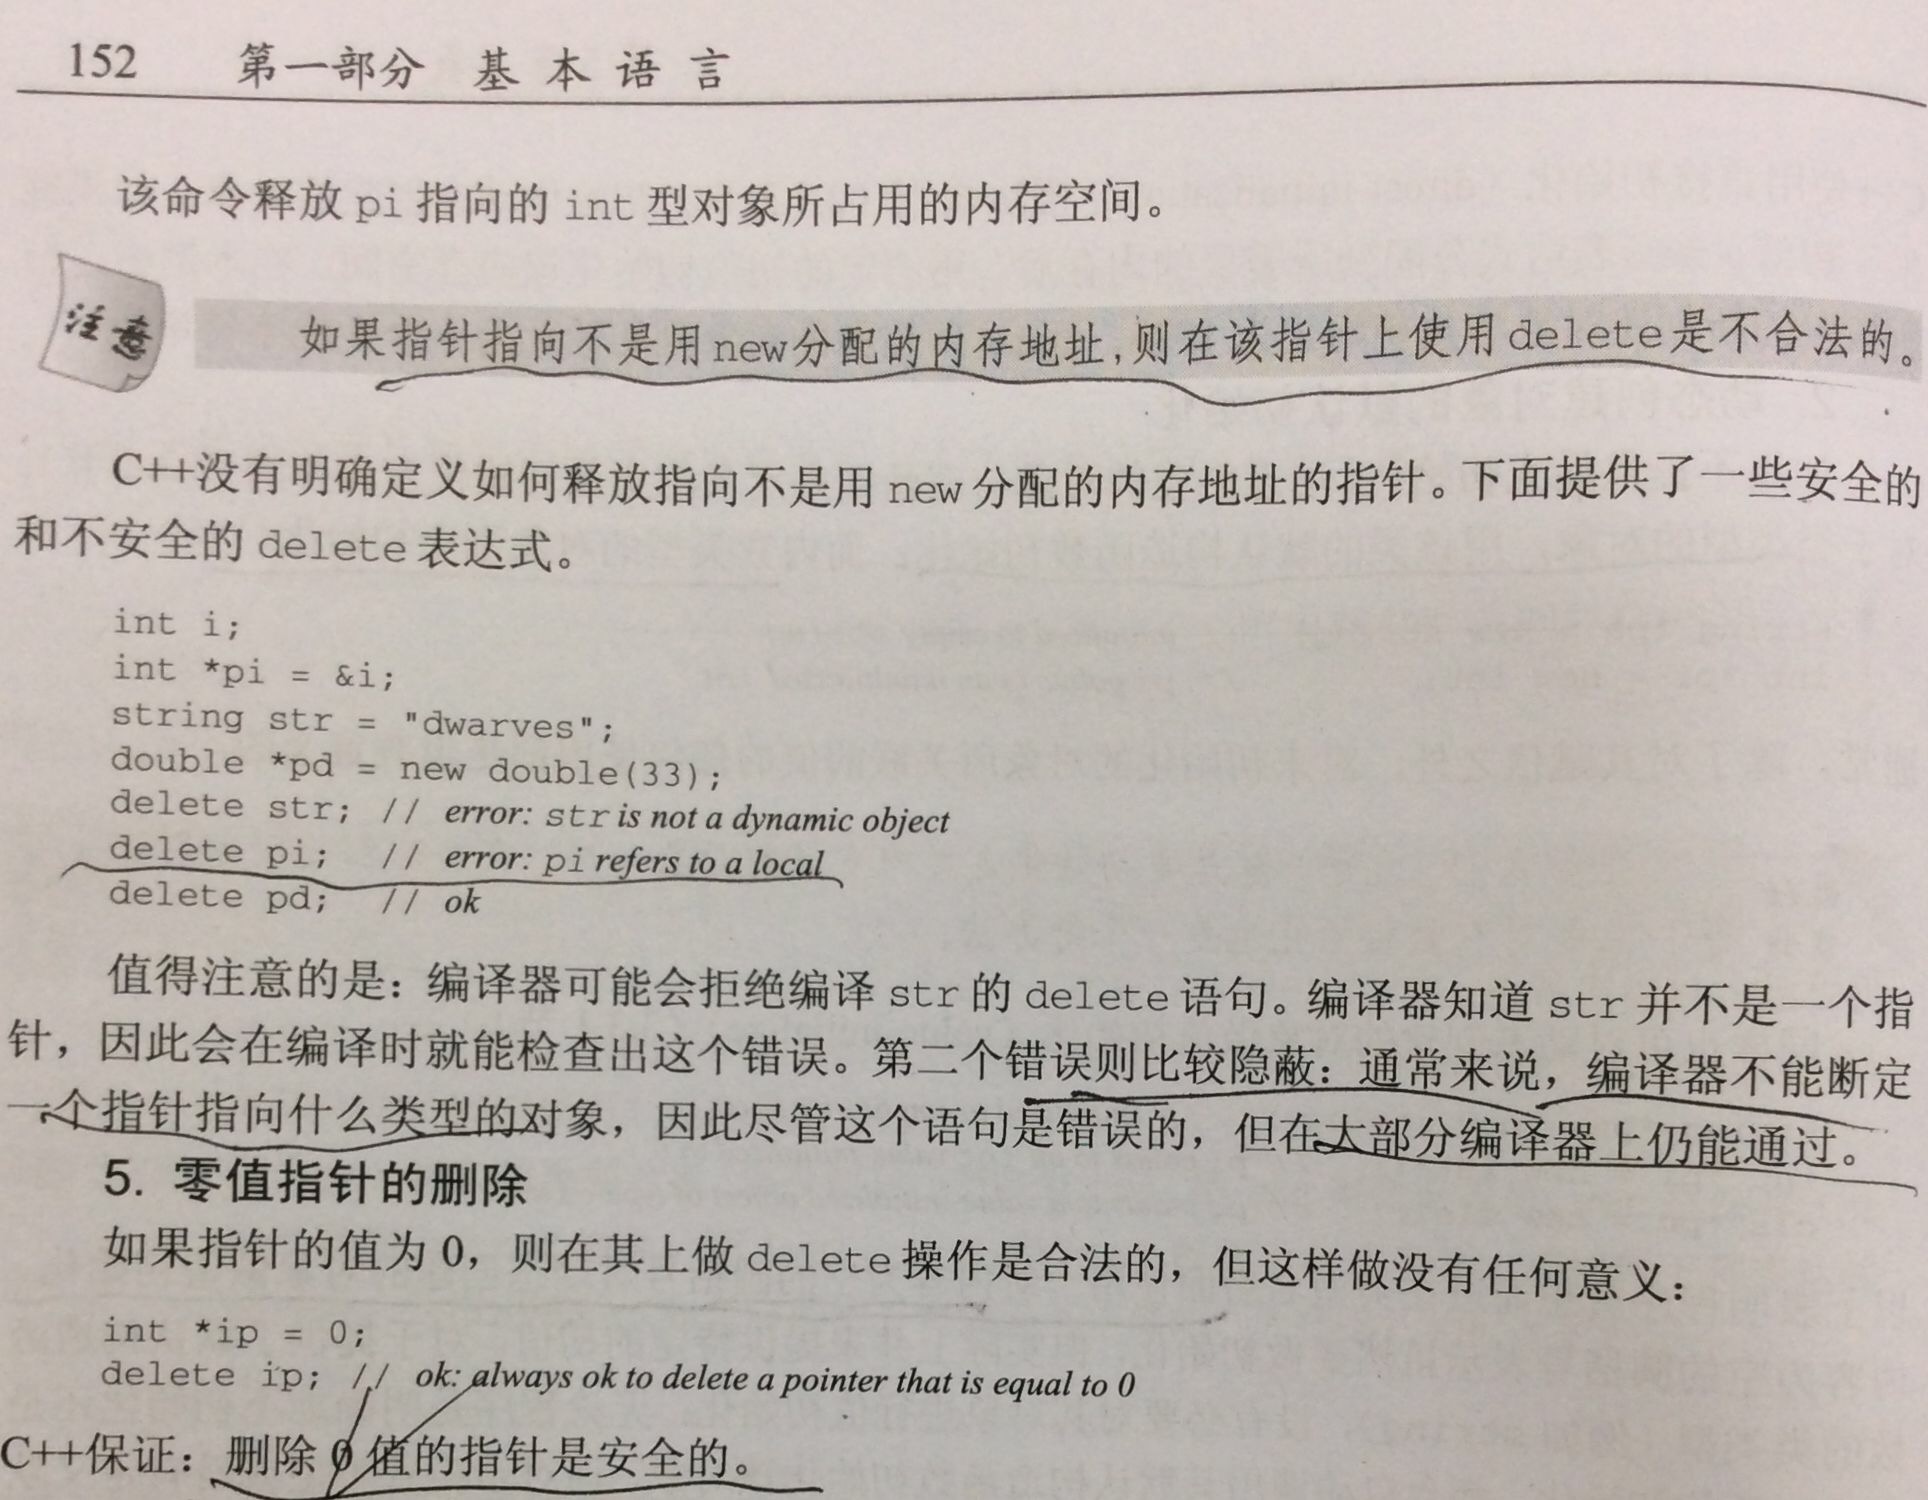 152 第一部分 基本语言
该命令释放 pi 指向的 int 型对象所占用的内存空间。
注意
如果指针指向不是用new分配的内存地址,则在该指针上使用delete是不合法的。
C++没有明确定义如何释放指向不是用 new 分配的内存地址的指针。下面提供了一些安全的
和不安全的 delete 表达式。
int i;
int *pi = &i;
string str = "dwarves";
double *pd = new double(33);
delete str; // error: str is not a dynamic object
delete pi; // error: pi refers to a local
delete pd; // ok
值得注意的是：编译器可能会拒绝编译 str 的 delete 语句。编译器知道 str 并不是一个指
针，因此会在编译时就能检查出这个错误。第二个错误则比较隐蔽：通常来说，编译器不能断定
一个指针指向什么类型的对象，因此尽管这个语句是错误的，但在大部分编译器上仍能通过。
5. 零值指针的删除
如果指针的值为 0，则在其上做 delete 操作是合法的，但这样做没有任何意义：
int *ip = 0;
delete ip; // ok: always ok to delete a pointer that is equal to 0
C++保证：删除 0 值的指针是安全的。